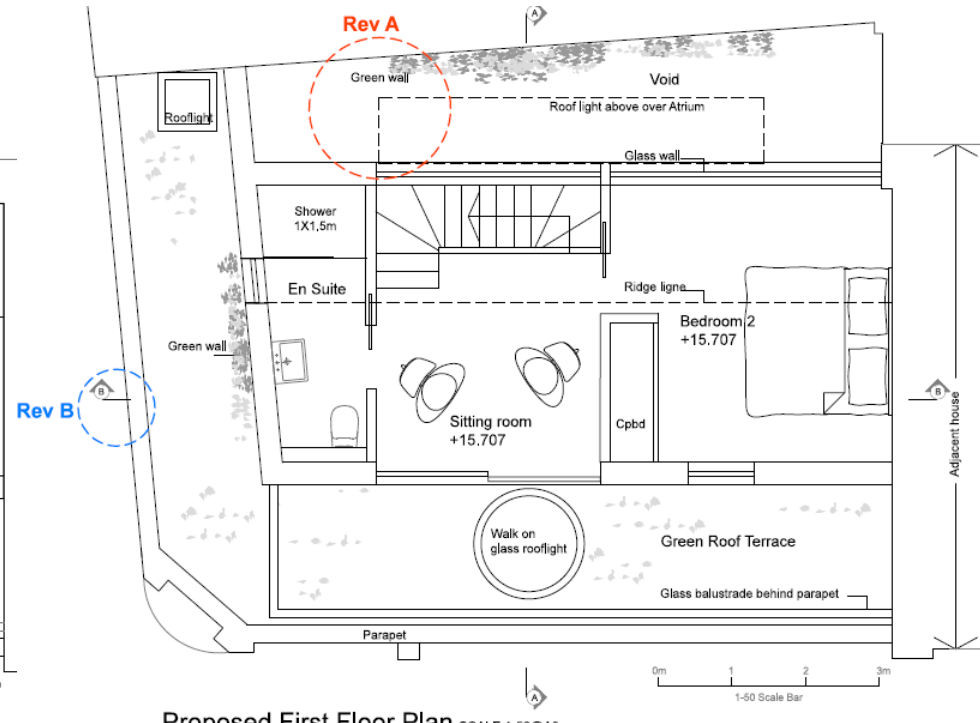 A
Rev A
Green wall
Void
Rooflight
Roof light above over Atrium
Glass wall
Shower
1X1,5m
En Suite
Ridge ligne
Bedroom 2
+15.707
Green wall
B
B
Rev B
Sitting room
+15.707
Cpbd
Adjacent house
Walk on
glass rooflight
Green Roof Terrace
Glass balustrade behind parapet
Parapet
0m 1 2 3m
1-50 Scale Bar
A
Proposed First Floor Plan